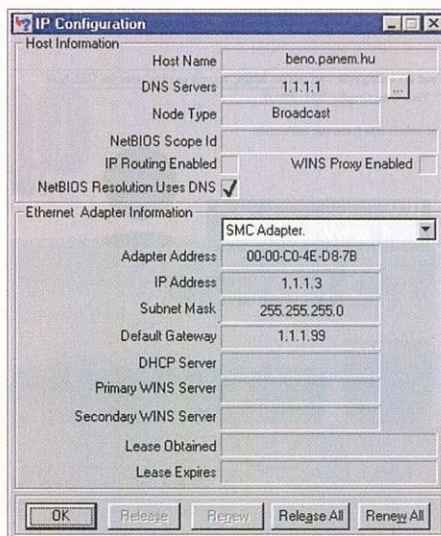 IP Configuration
Host Information
Host Name beno.panem.hu
DNS Servers 1.1.1.1 ...
Node Type Broadcast
NetBIOS Scope Id
IP Routing Enabled WINS Proxy Enabled
NetBIOS Resolution Uses DNS
Ethernet Adapter Information
SMC Adapter.
Adapter Address 00-00-C0-4E-D8-7B
IP Address 1.1.1.3
Subnet Mask 255.255.255.0
Default Gateway 1.1.1.99
DHCP Server
Primary WINS Server
Secondary WINS Server
Lease Obtained
Lease Expires
OK Release Renew Release All Renew All